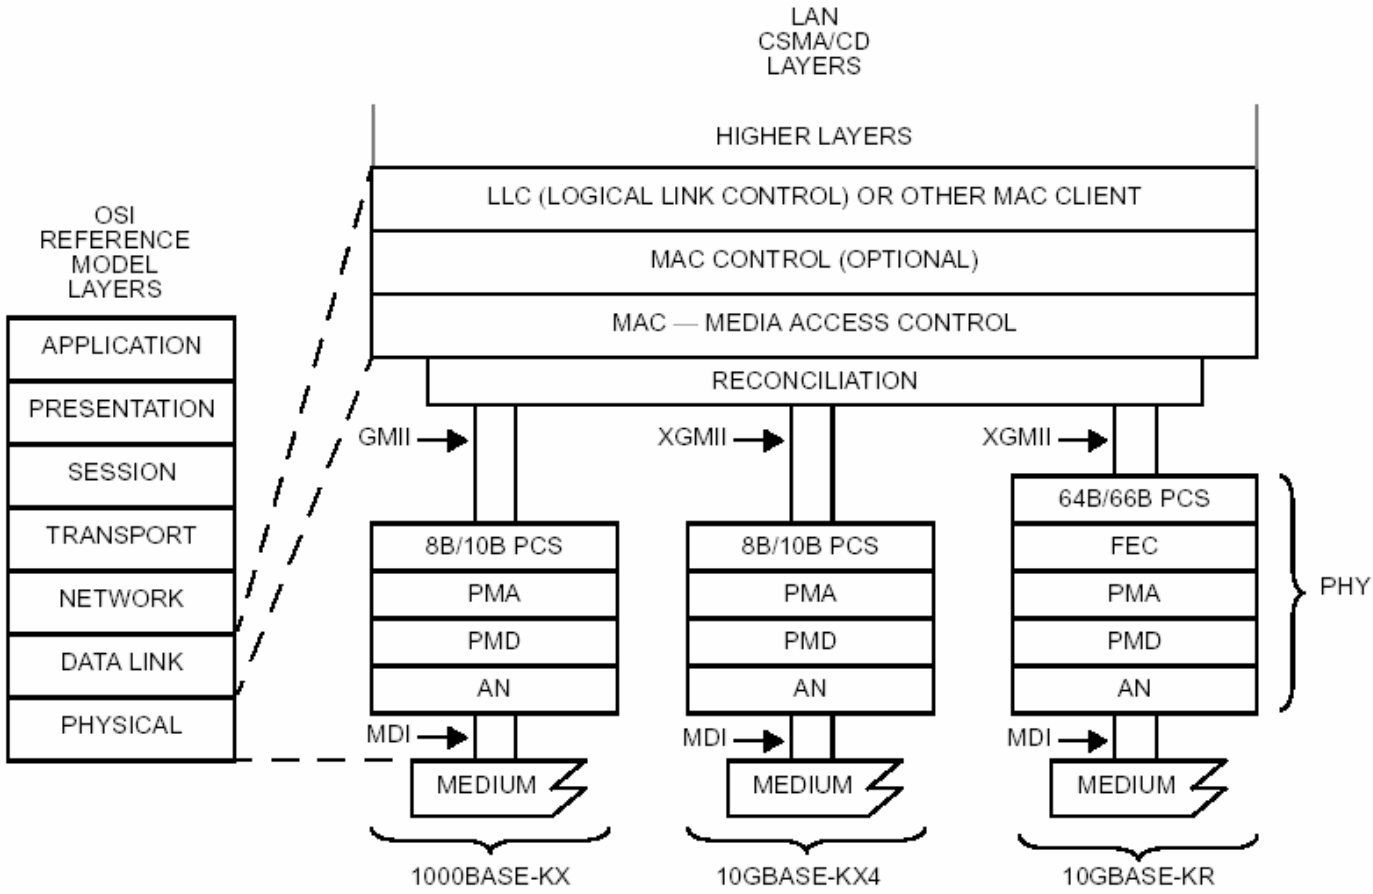 LAN
CSMA/CD
LAYERS
HIGHER LAYERS
LLC (LOGICAL LINK CONTROL) OR OTHER MAC CLIENT
MAC CONTROL (OPTIONAL)
MAC — MEDIA ACCESS CONTROL
RECONCILIATION
OSI
REFERENCE
MODEL
LAYERS
APPLICATION
PRESENTATION
SESSION
TRANSPORT
NETWORK
DATA LINK
PHYSICAL
GMII
8B/10B PCS
PMA
PMD
AN
MDI
MEDIUM
1000BASE-KX
XGMII
8B/10B PCS
PMA
PMD
AN
MDI
MEDIUM
10GBASE-KX4
XGMII
64B/66B PCS
FEC
PMA
PMD
AN
PHY
MDI
MEDIUM
10GBASE-KR